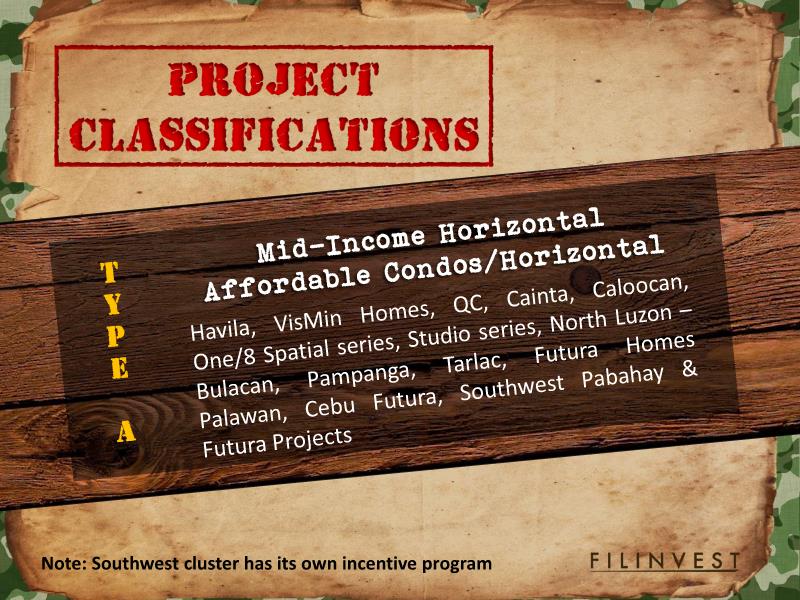 PROJECT
CLASSIFICATIONS
Mid-Income Horizontal
Affordable Condos/Horizontal
TYPE A
Havila, VisMin Homes, QC, Cainta, Caloocan,
One/8 Spatial series, Studio series, North Luzon –
Bulacan, Pampanga, Tarlac, Futura Homes
Palawan, Cebu Futura, Southwest Pabahay &
Futura Projects
Note: Southwest cluster has its own incentive program
FILINVEST